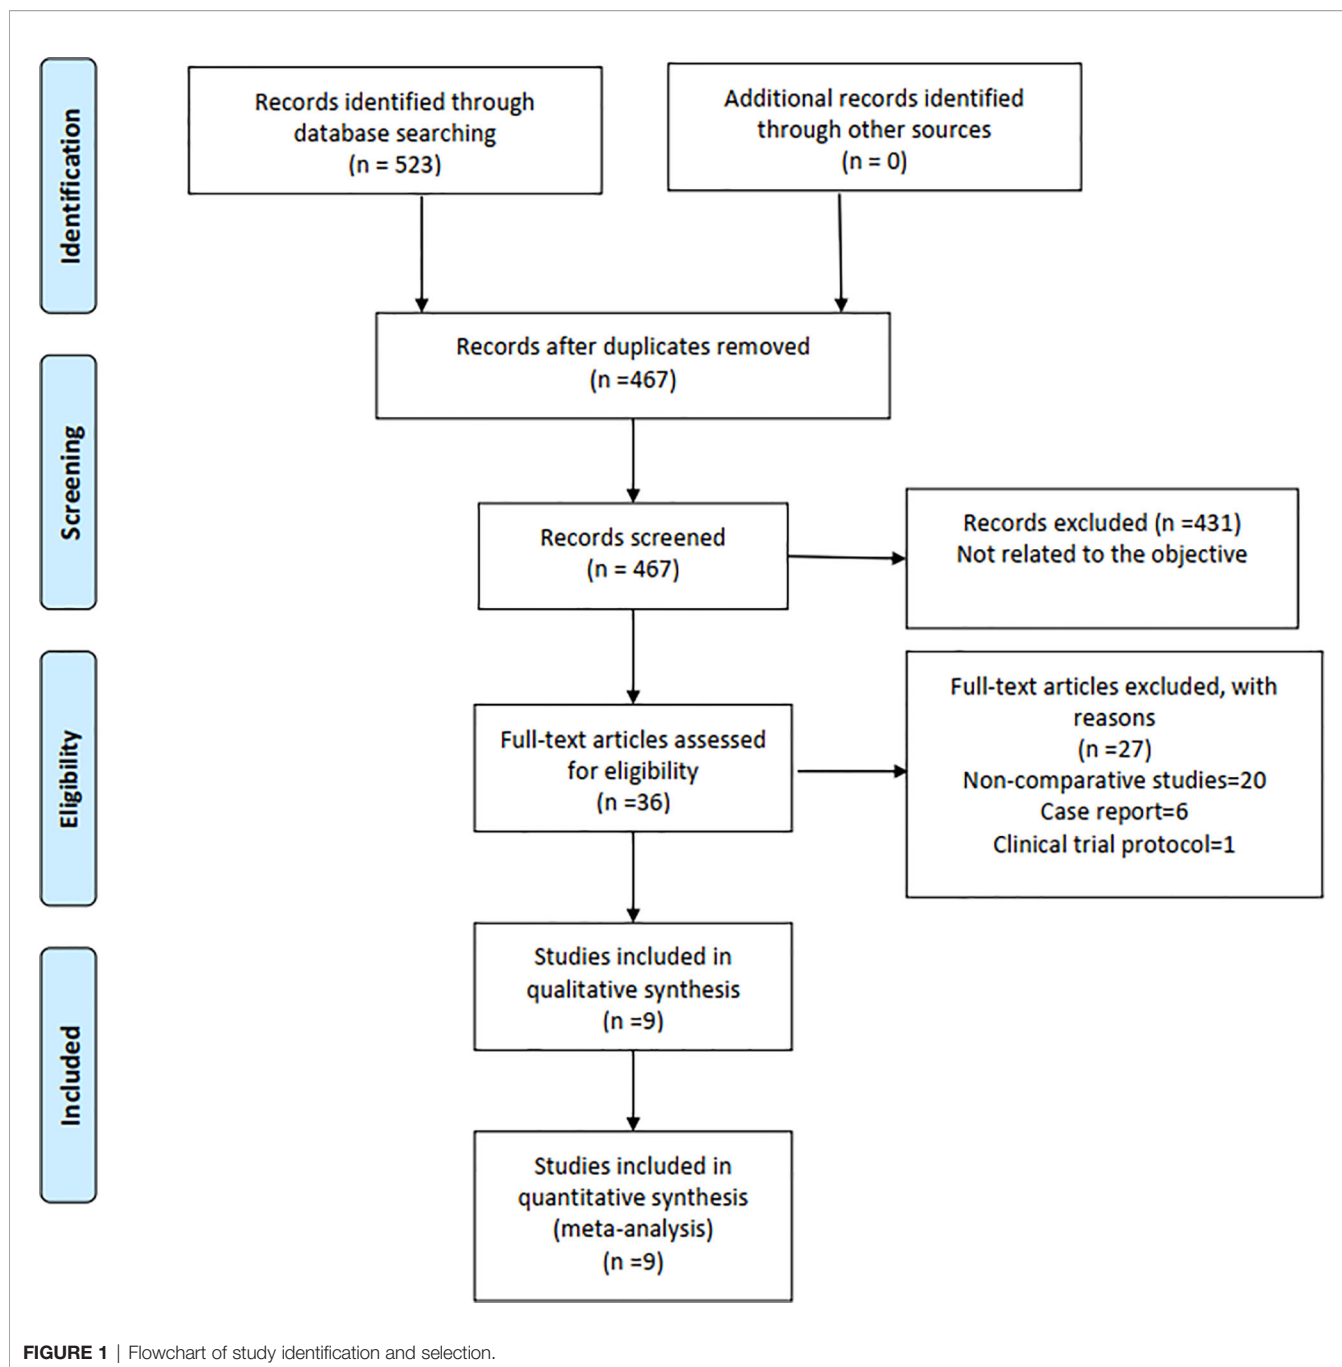 Identification
Records identified through
database searching
(n = 523)
Additional records identified
through other sources
(n = 0)
Records after duplicates removed
(n =467)
Screening
Records screened
(n = 467)
Records excluded (n =431)
Not related to the objective
Eligibility
Full-text articles assessed
for eligibility
(n =36)
Full-text articles excluded, with
reasons
(n =27)
Non-comparative studies=20
Case report=6
Clinical trial protocol=1
Included
Studies included in
qualitative synthesis
(n =9)
Studies included in
quantitative synthesis
(meta-analysis)
(n =9)
FIGURE 1 | Flowchart of study identification and selection.